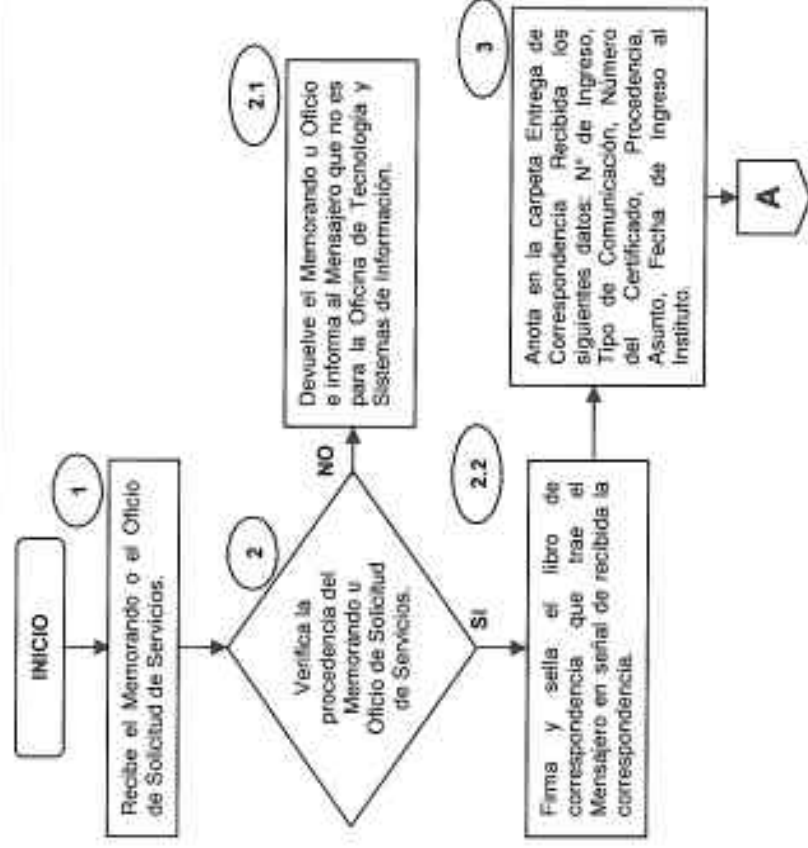 INICIO
1
Recibe el Memorando o el Oficio
de Solicitud de Servicios.
2
Verifica la
procedencia del
Memorando u
Oficio de Solicitud
de Servicios.
NO
2.1
Devuelve el Memorando u Oficio
e informa al Mensajero que no es
para la Oficina de Tecnología y
Sistemas de Información.
SI
2.2
Firma y sella el libro de
correspondencia que trae el
Mensajero en señal de recibida la
correspondencia.
3
Anota en la carpeta Entrega de
Correspondencia Recibida los
siguientes datos: N° de Ingreso,
Tipo de Comunicación, Número
del Certificado, Procedencia,
Asunto, Fecha de Ingreso al
Instituto.
A